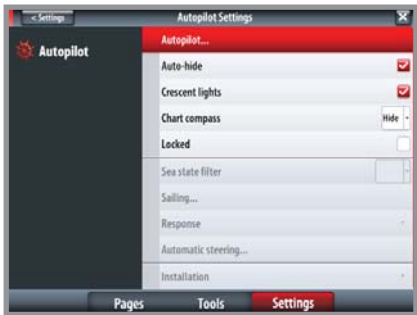 < Settings
Autopilot Settings
X
Autopilot
Autopilot...
Auto-hide
Crescent lights
Chart compass
Hide
Locked
Sea state filter
Sailing...
Response
Automatic steering...
Installation
Pages
Tools
Settings